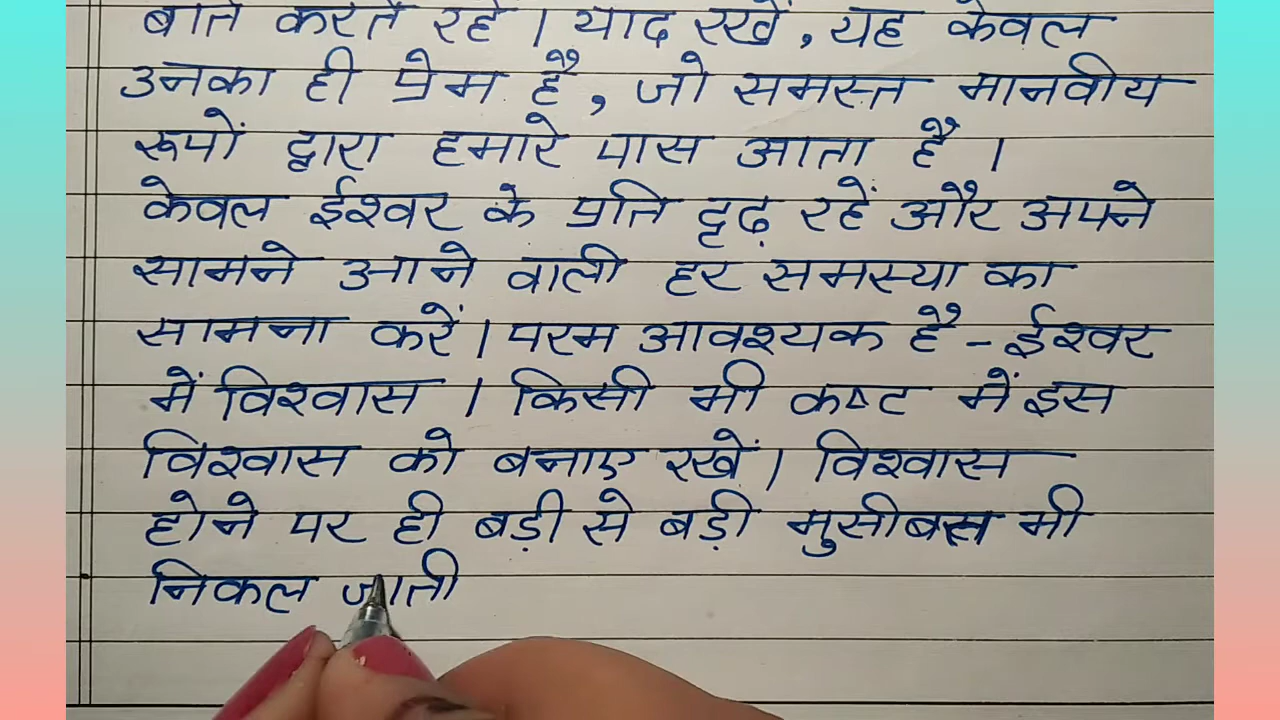 बातें करते रहें । याद रखें, यह केवल
उनका ही प्रेम है, जो समस्त मानवीय
रूपों द्वारा हमारे पास आता है ।
केवल ईश्वर के प्रति दृढ़ रहें और अपने
सामने आने वाली हर समस्या का
सामना करें। परम आवश्यक है - ईश्वर
में विश्वास । किसी भी कष्ट में इस
विश्वास को बनाए रखें। विश्वास
होने पर ही बड़ी से बड़ी मुसीबत भी
निकल जाती